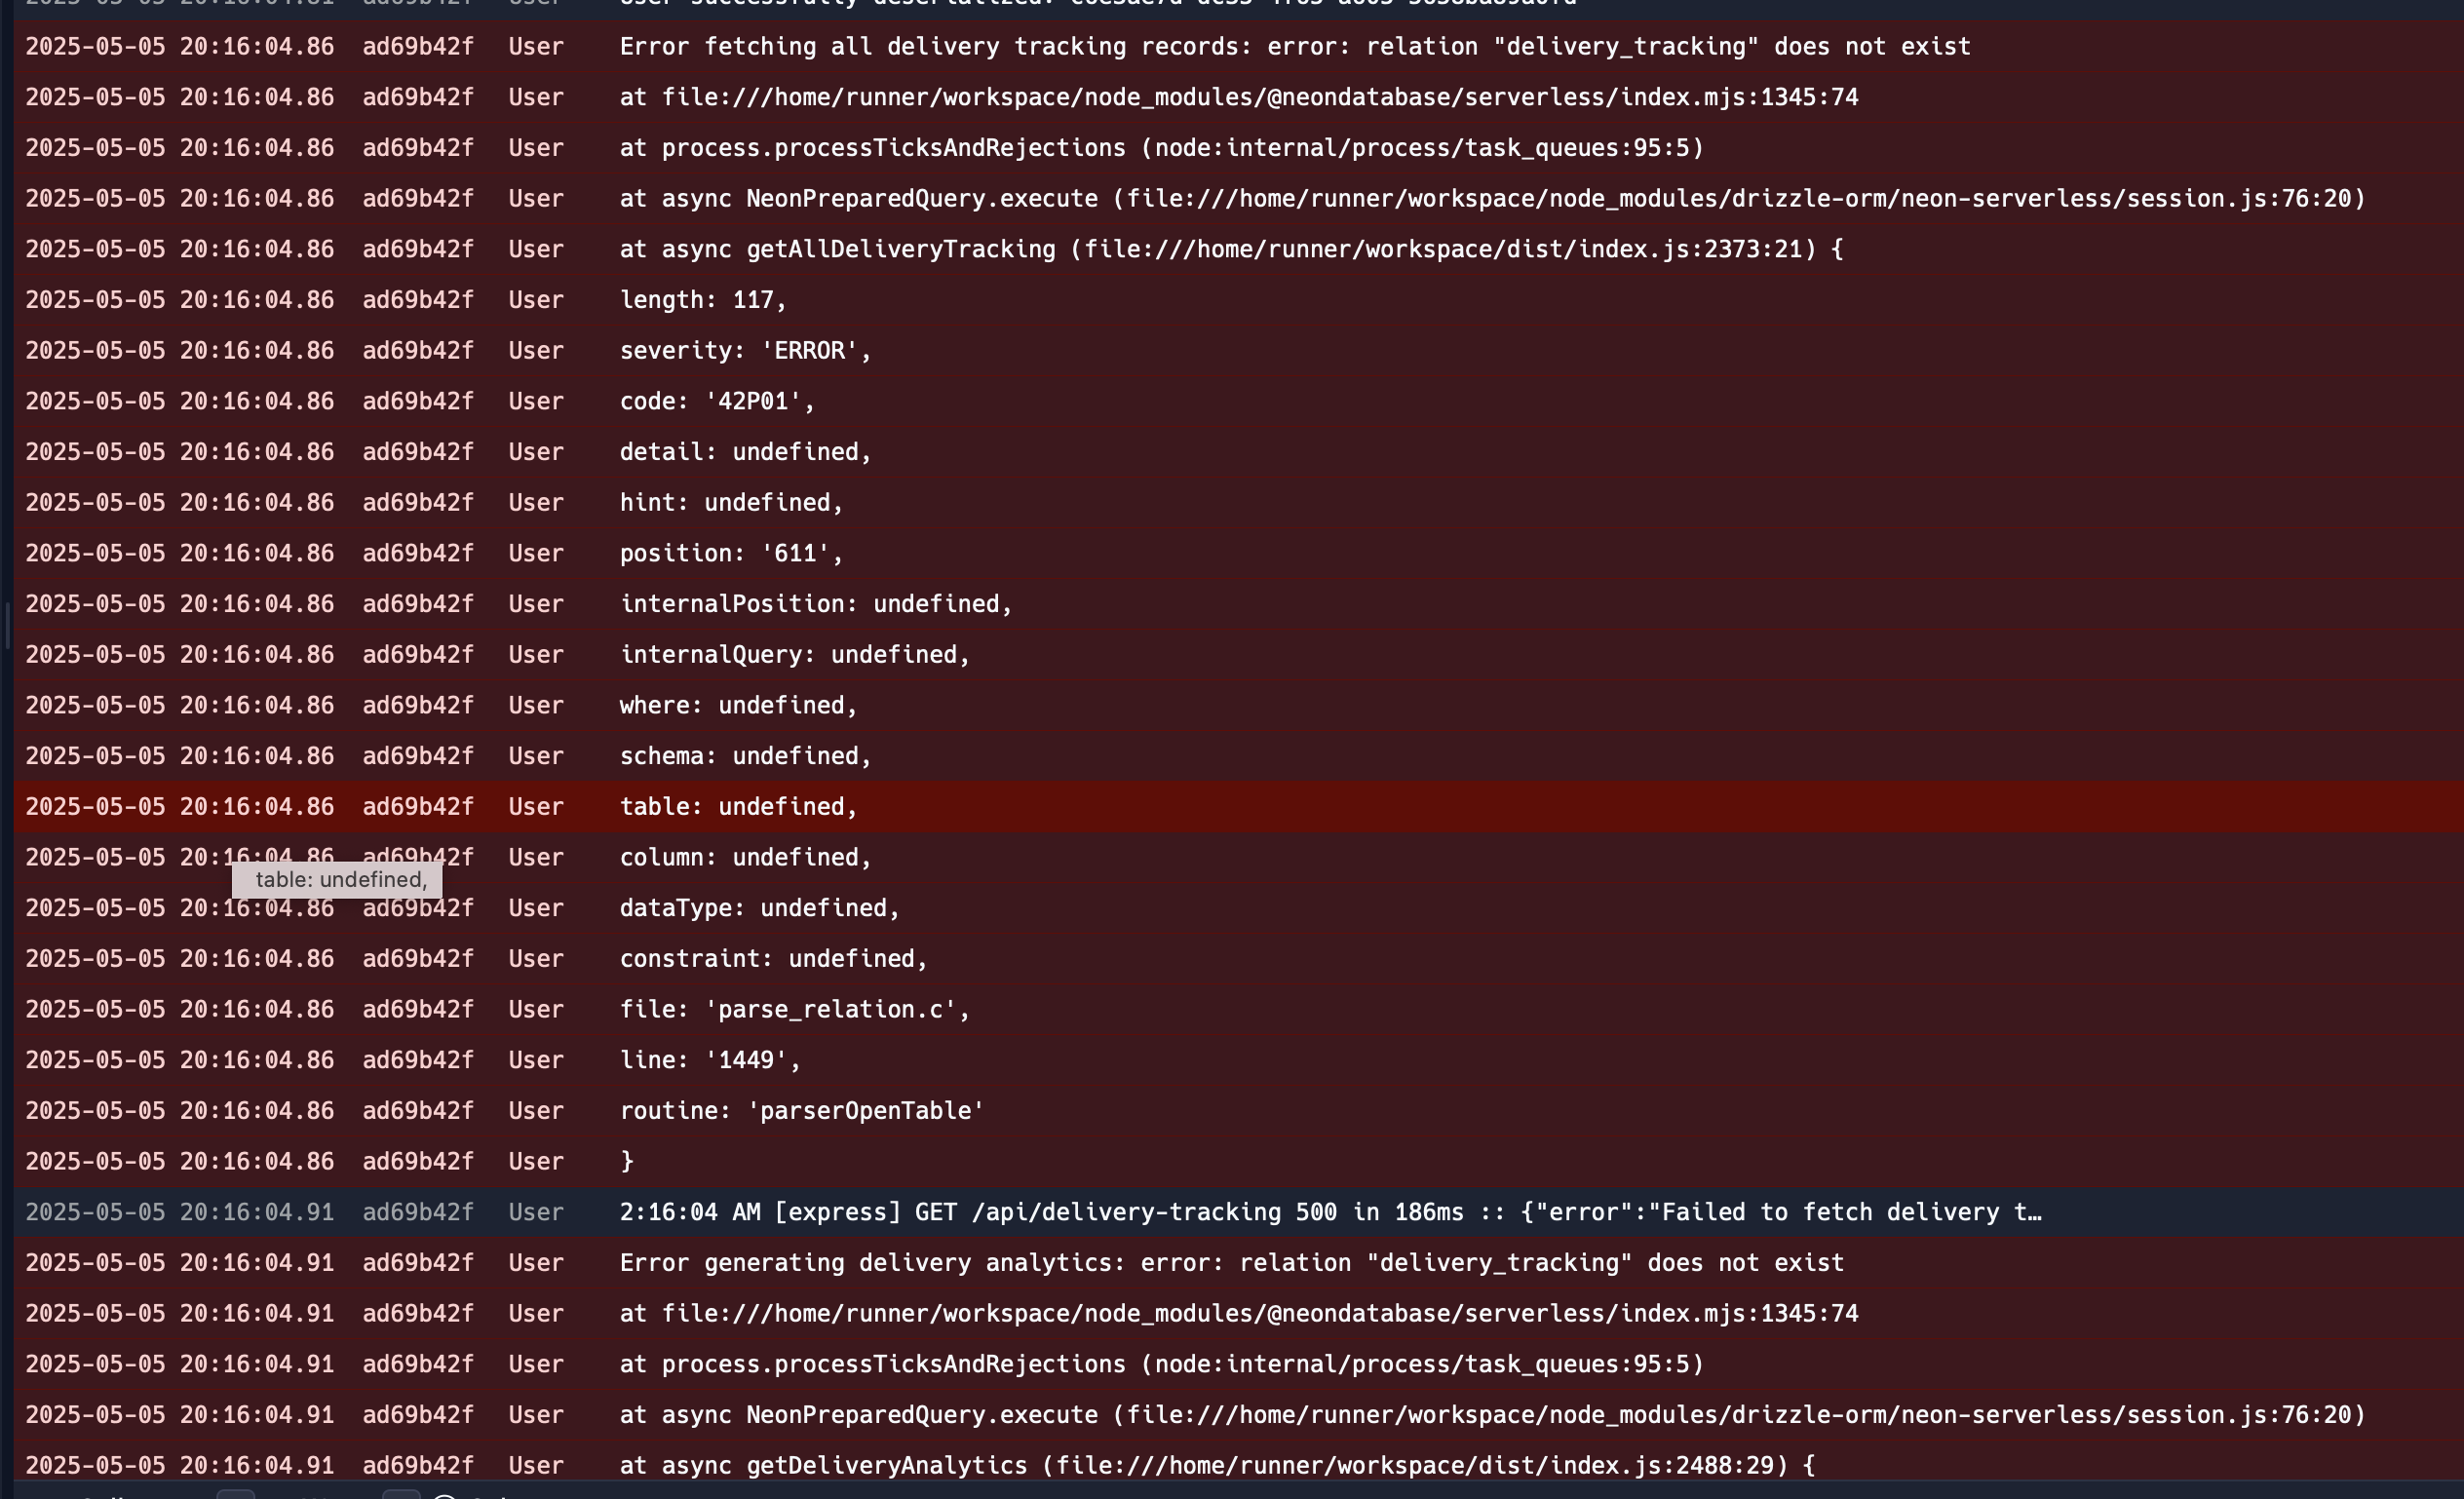 2025-05-05 20:16:04.86 ad69b42f User Error fetching all delivery tracking records: error: relation "delivery_tracking" does not exist
2025-05-05 20:16:04.86 ad69b42f User at file:///home/runner/workspace/node_modules/@neondatabase/serverless/index.mjs:1345:74
2025-05-05 20:16:04.86 ad69b42f User at process.processTicksAndRejections (node:internal/process/task_queues:95:5)
2025-05-05 20:16:04.86 ad69b42f User at async NeonPreparedQuery.execute (file:///home/runner/workspace/node_modules/drizzle-orm/neon-serverless/session.js:76:20)
2025-05-05 20:16:04.86 ad69b42f User at async getAllDeliveryTracking (file:///home/runner/workspace/dist/index.js:2373:21) {
2025-05-05 20:16:04.86 ad69b42f User length: 117,
2025-05-05 20:16:04.86 ad69b42f User severity: 'ERROR',
2025-05-05 20:16:04.86 ad69b42f User code: '42P01',
2025-05-05 20:16:04.86 ad69b42f User detail: undefined,
2025-05-05 20:16:04.86 ad69b42f User hint: undefined,
2025-05-05 20:16:04.86 ad69b42f User position: '611',
2025-05-05 20:16:04.86 ad69b42f User internalPosition: undefined,
2025-05-05 20:16:04.86 ad69b42f User internalQuery: undefined,
2025-05-05 20:16:04.86 ad69b42f User where: undefined,
2025-05-05 20:16:04.86 ad69b42f User schema: undefined,
2025-05-05 20:16:04.86 ad69b42f User table: undefined,
2025-05-05 20:16:04.86 ad69b42f User column: undefined,
table: undefined,
2025-05-05 20:16:04.86 ad69b42f User dataType: undefined,
2025-05-05 20:16:04.86 ad69b42f User constraint: undefined,
2025-05-05 20:16:04.86 ad69b42f User file: 'parse_relation.c',
2025-05-05 20:16:04.86 ad69b42f User line: '1449',
2025-05-05 20:16:04.86 ad69b42f User routine: 'parserOpenTable'
2025-05-05 20:16:04.86 ad69b42f User }
2025-05-05 20:16:04.91 ad69b42f User 2:16:04 AM [express] GET /api/delivery-tracking 500 in 186ms :: {"error":"Failed to fetch delivery t…
2025-05-05 20:16:04.91 ad69b42f User Error generating delivery analytics: error: relation "delivery_tracking" does not exist
2025-05-05 20:16:04.91 ad69b42f User at file:///home/runner/workspace/node_modules/@neondatabase/serverless/index.mjs:1345:74
2025-05-05 20:16:04.91 ad69b42f User at process.processTicksAndRejections (node:internal/process/task_queues:95:5)
2025-05-05 20:16:04.91 ad69b42f User at async NeonPreparedQuery.execute (file:///home/runner/workspace/node_modules/drizzle-orm/neon-serverless/session.js:76:20)
2025-05-05 20:16:04.91 ad69b42f User at async getDeliveryAnalytics (file:///home/runner/workspace/dist/index.js:2488:29) {